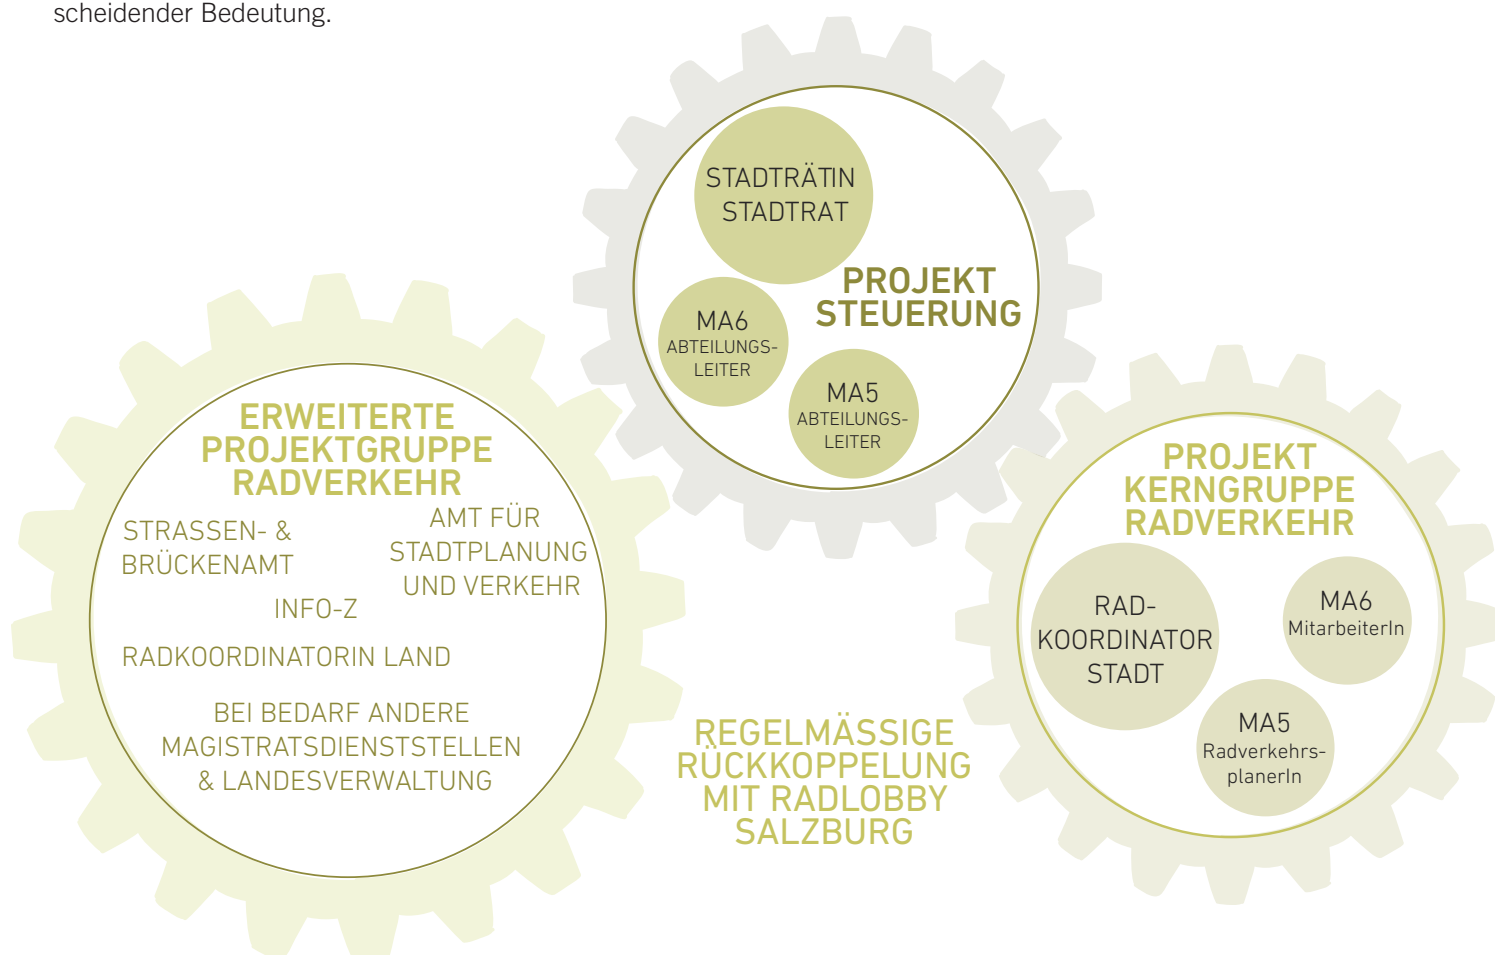 scheidender Bedeutung.
STADTRÄTIN
STADTRAT
PROJEKT
STEUERUNG
MA6
ABTEILUNGS-
LEITER
MA5
ABTEILUNGS-
LEITER
ERWEITERTE
PROJEKTGRUPPE
RADVERKEHR
STRASSEN- &
BRÜCKENAMT
AMT FÜR
STADTPLANUNG
UND VERKEHR
INFO-Z
RADKOORDINATORIN LAND
BEI BEDARF ANDERE
MAGISTRATSDIENSTSTELLEN
& LANDESVERWALTUNG
REGELMÄSSIGE
RÜCKKOPPELUNG
MIT RADLOBBY
SALZBURG
PROJEKT
KERNGRUPPE
RADVERKEHR
RAD-
KOORDINATOR
STADT
MA6
MitarbeiterIn
MA5
Radverkehrs-
planerIn